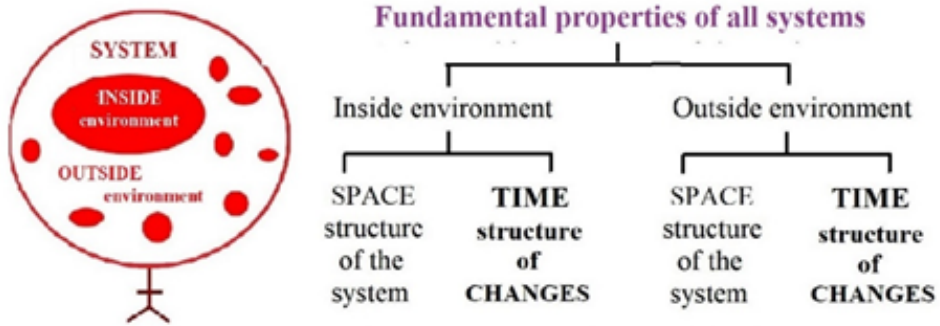 SYSTEM
INSIDE
environment
OUTSIDE
environment
Fundamental properties of all systems
Inside environment
Outside environment
SPACE
structure
of the
system
TIME
structure
of
CHANGES
SPACE
structure
of the
system
TIME
structure
of
CHANGES